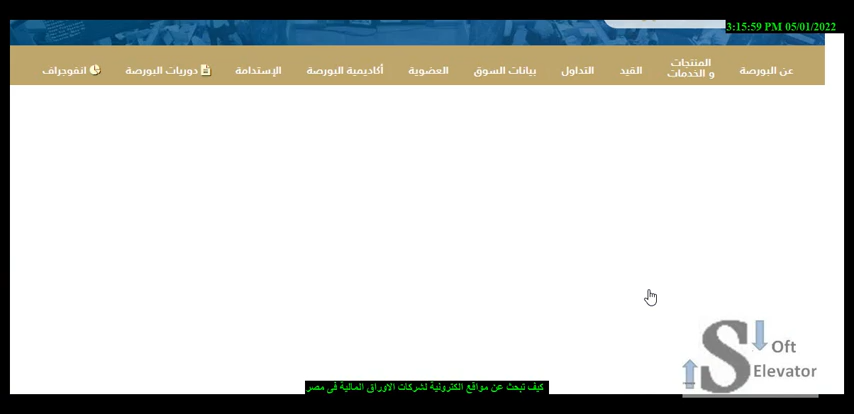 3:15:59 PM 05/01/2022
عن البورصة
المنتجات
و الخدمات
القيد
التداول
بيانات السوق
العضوية
أكاديمية البورصة
الإستدامة
دوريات البورصة
انفوجراف
S Oft
Elevator
كيف تبحث عن مواقع الكترونية لشركات الاوراق المالية فى مصر